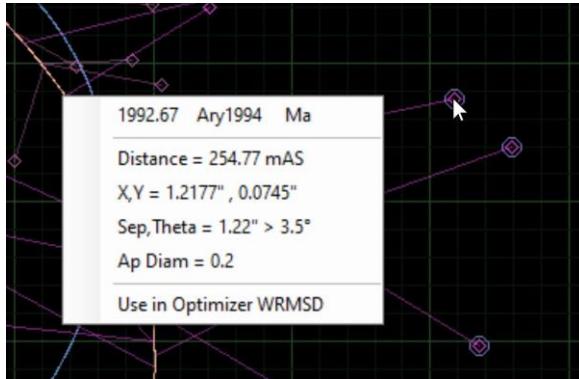 1992.67 Ary1994 Ma
Distance = 254.77 mAS
X,Y = 1.2177" , 0.0745"
Sep,Theta = 1.22" > 3.5°
Ap Diam = 0.2
Use in Optimizer WRMSD